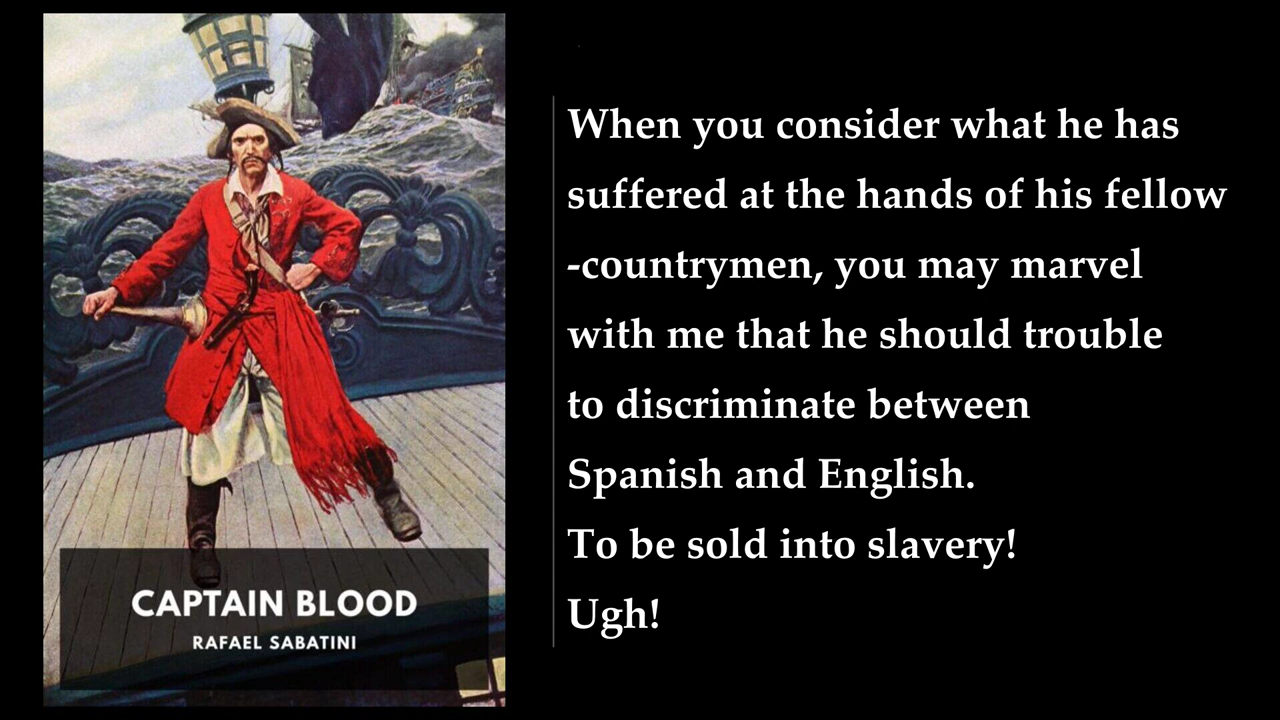 CAPTAIN BLOOD
RAFAEL SABATINI
When you consider what he has
suffered at the hands of his fellow
-countrymen, you may marvel
with me that he should trouble
to discriminate between
Spanish and English.
To be sold into slavery!
Ugh!